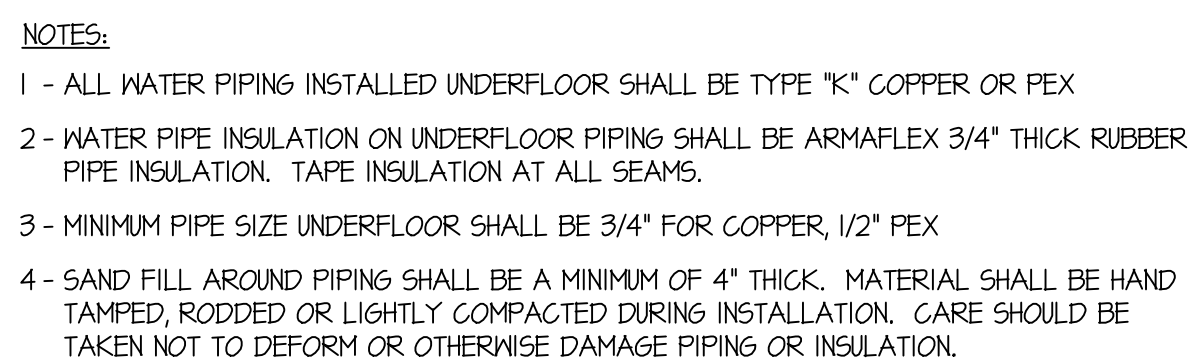 NOTES:
1 - ALL WATER PIPING INSTALLED UNDERFLOOR SHALL BE TYPE "K" COPPER OR PEX
2 - WATER PIPE INSULATION ON UNDERFLOOR PIPING SHALL BE ARMAFLEX 3/4" THICK RUBBER
PIPE INSULATION. TAPE INSULATION AT ALL SEAMS.
3 - MINIMUM PIPE SIZE UNDERFLOOR SHALL BE 3/4" FOR COPPER, 1/2" PEX
4 - SAND FILL AROUND PIPING SHALL BE A MINIMUM OF 4" THICK. MATERIAL SHALL BE HAND
TAMPED, RODDED OR LIGHTLY COMPACTED DURING INSTALLATION. CARE SHOULD BE
TAKEN NOT TO DEFORM OR OTHERWISE DAMAGE PIPING OR INSULATION.